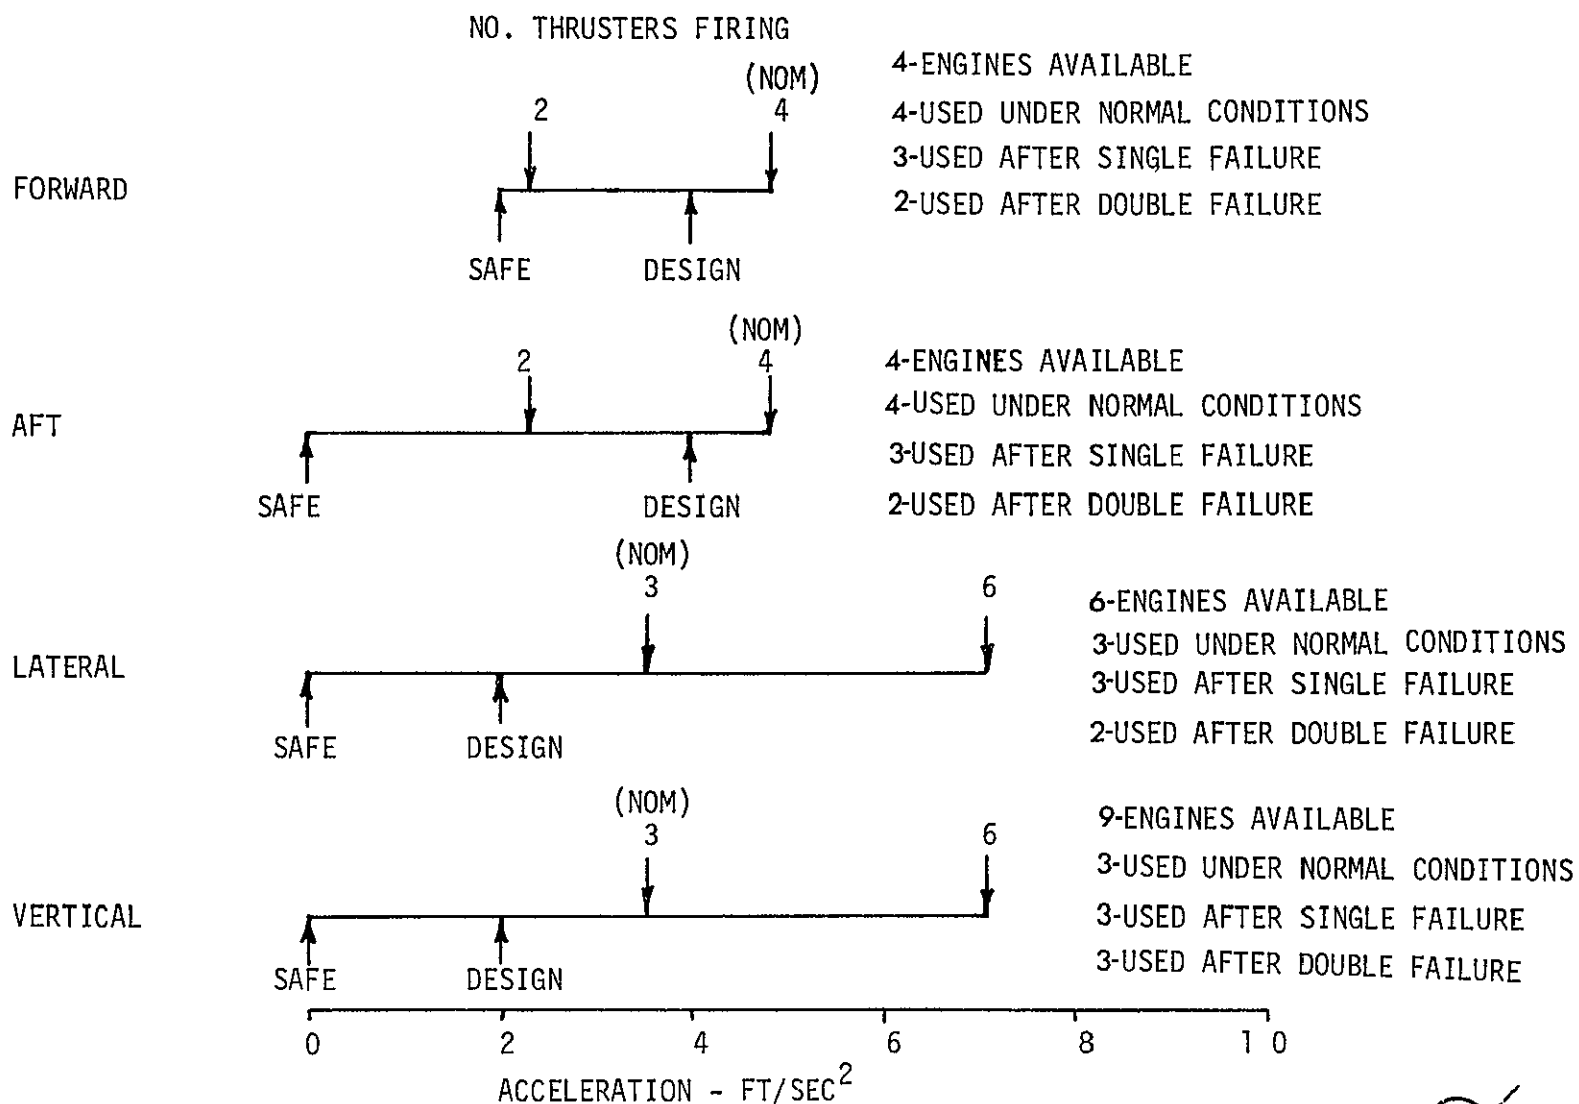 NO. THRUSTERS FIRING
(NOM)
2 4
FORWARD
SAFE DESIGN
4-ENGINES AVAILABLE
4-USED UNDER NORMAL CONDITIONS
3-USED AFTER SINGLE FAILURE
2-USED AFTER DOUBLE FAILURE
(NOM)
2 4
AFT
SAFE DESIGN
4-ENGINES AVAILABLE
4-USED UNDER NORMAL CONDITIONS
3-USED AFTER SINGLE FAILURE
2-USED AFTER DOUBLE FAILURE
(NOM)
3 6
LATERAL
SAFE DESIGN
6-ENGINES AVAILABLE
3-USED UNDER NORMAL CONDITIONS
3-USED AFTER SINGLE FAILURE
2-USED AFTER DOUBLE FAILURE
(NOM)
3 6
VERTICAL
SAFE DESIGN
9-ENGINES AVAILABLE
3-USED UNDER NORMAL CONDITIONS
3-USED AFTER SINGLE FAILURE
3-USED AFTER DOUBLE FAILURE
0 2 4 6 8 1 0
ACCELERATION - FT/SEC²